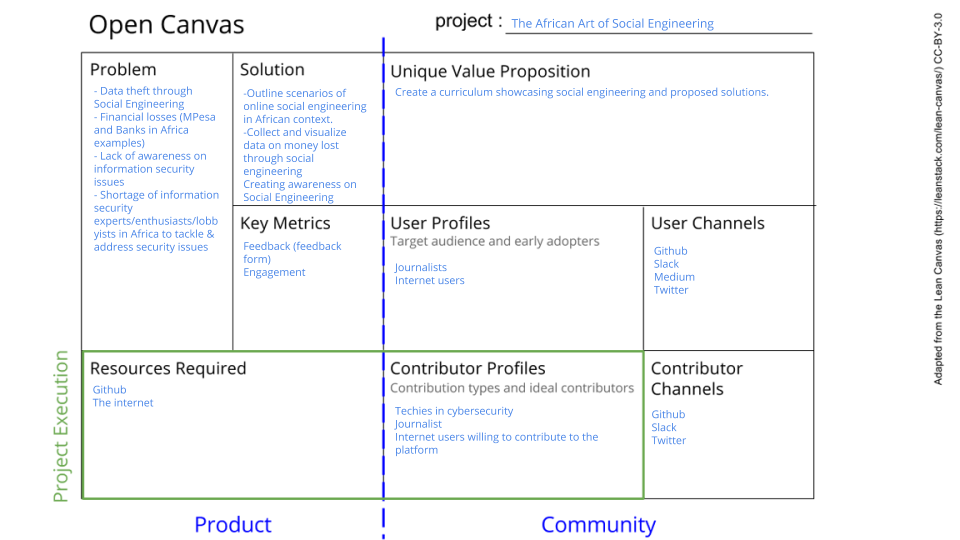 Open Canvas
project :
The African Art of Social Engineering
Problem
- Data theft through
Social Engineering
- Financial losses (MPesa
and Banks in Africa
examples)
- Lack of awareness on
information security
issues
- Shortage of information
security
experts/enthusiasts/lobb
yists in Africa to tackle &
address security issues
Solution
-Outline scenarios of
online social engineering
in African context.
-Collect and visualize
data on money lost
through social
engineering
Creating awareness on
Social Engineering
Unique Value Proposition
Create a curriculum showcasing social engineering and proposed solutions.
Key Metrics
Feedback (feedback
form)
Engagement
User Profiles
Target audience and early adopters
Journalists
Internet users
User Channels
Github
Slack
Medium
Twitter
Resources Required
Github
The internet
Contributor Profiles
Contribution types and ideal contributors
Techies in cybersecurity
Journalist
Internet users willing to contribute to the
platform
Contributor
Channels
Github
Slack
Twitter
Project Execution
Product
Community
Adapted from the Lean Canvas (https://leanstack.com/lean-canvas/) CC-BY-3.0